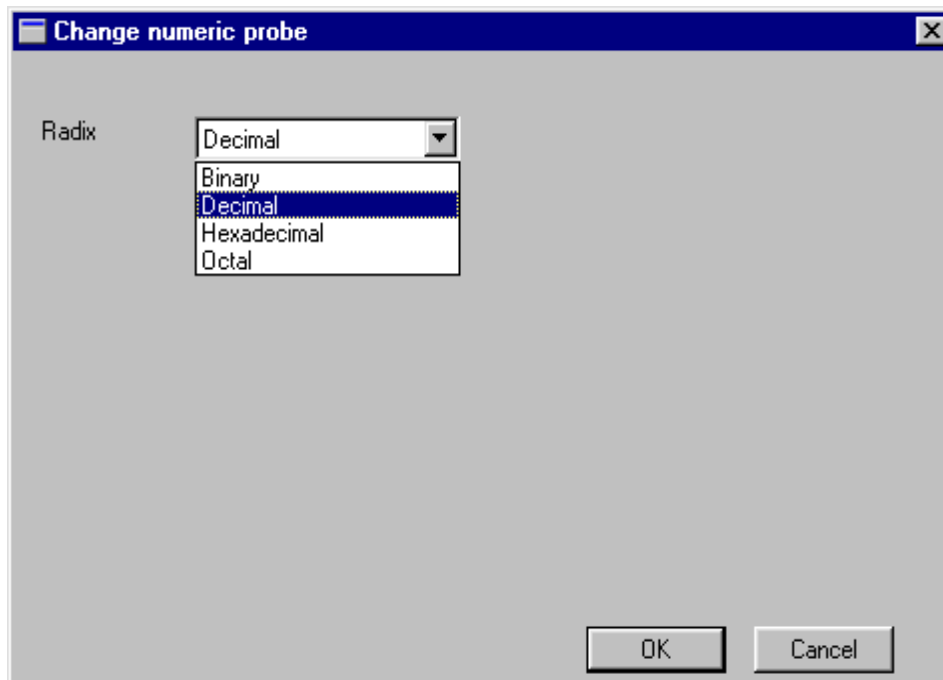 Change numeric probe
Radix
Decimal
Binary
Decimal
Hexadecimal
Octal
OK
Cancel